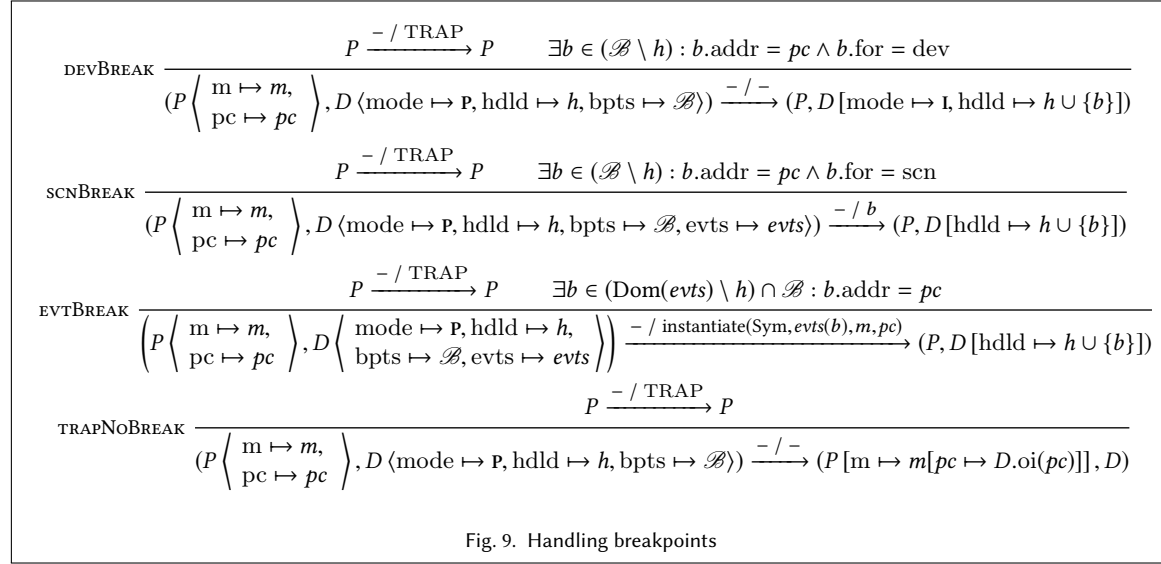 P –/TRAP→ P ∃b ∈ (ℬ \ h) : b.addr = pc ∧ b.for = dev
DEVBREAK
(P ⟨ m ↦ m, pc ↦ pc ⟩, D ⟨mode ↦ P, hdld ↦ h, bpts ↦ ℬ⟩) –/–→ (P, D [mode ↦ I, hdld ↦ h ∪ {b}])
P –/TRAP→ P ∃b ∈ (ℬ \ h) : b.addr = pc ∧ b.for = scn
SCNBREAK
(P ⟨ m ↦ m, pc ↦ pc ⟩, D ⟨mode ↦ P, hdld ↦ h, bpts ↦ ℬ, evts ↦ evts⟩) –/b→ (P, D [hdld ↦ h ∪ {b}])
P –/TRAP→ P ∃b ∈ (Dom(evts) \ h) ∩ ℬ : b.addr = pc
EVTBREAK
(P ⟨ m ↦ m, pc ↦ pc ⟩, D ⟨ mode ↦ P, hdld ↦ h, bpts ↦ ℬ, evts ↦ evts ⟩) –/instantiate(Sym,evts(b),m,pc)→ (P, D [hdld ↦ h ∪ {b}])
P –/TRAP→ P
TRAPNOBREAK
(P ⟨ m ↦ m, pc ↦ pc ⟩, D ⟨mode ↦ P, hdld ↦ h, bpts ↦ ℬ⟩) –/–→ (P [m ↦ m[pc ↦ D.oi(pc)]] , D)
Fig. 9. Handling breakpoints